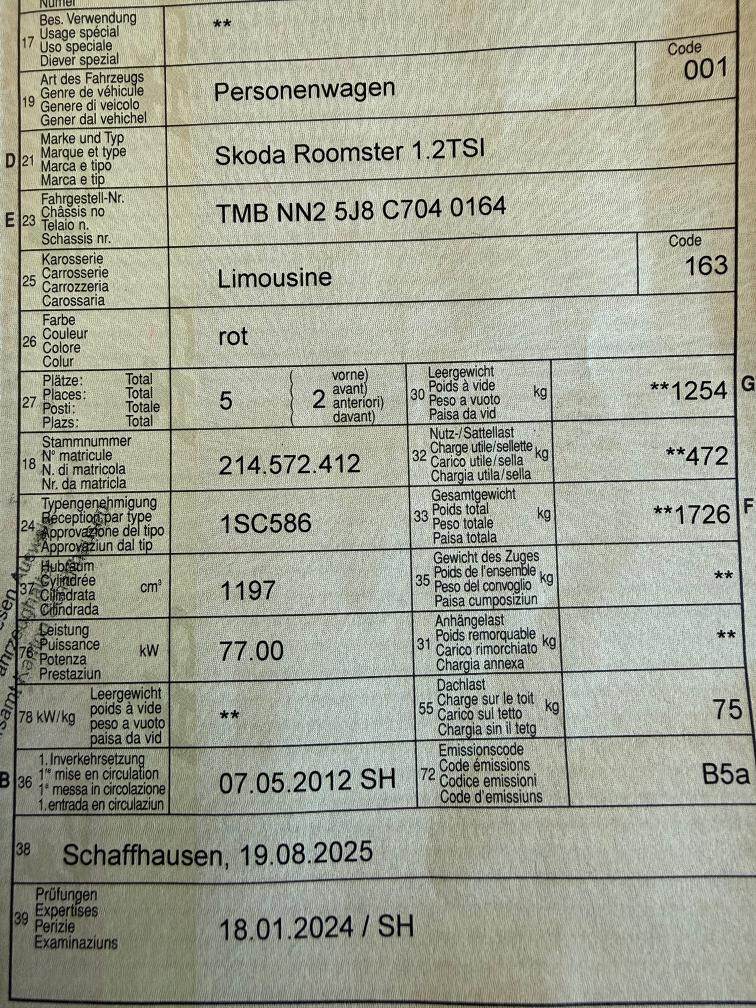 Numer
17 Bes. Verwendung
Usage spécial
Uso speciale
Diever spezial
**
19 Art des Fahrzeugs
Genre de véhicule
Genere di veicolo
Gener dal vehichel
Personenwagen
Code
001
D 21 Marke und Typ
Marque et type
Marca e tipo
Marca e tip
Skoda Roomster 1.2TSI
E 23 Fahrgestell-Nr.
Châssis no
Telaio n.
Schassis nr.
TMB NN2 5J8 C704 0164
25 Karosserie
Carrosserie
Carrozzeria
Carossaria
Limousine
Code
163
26 Farbe
Couleur
Colore
Colur
rot
27 Plätze: Total
Places: Total
Posti: Totale
Plazs: Total
5
2
vorne)
avant)
anteriori)
davant)
30 Leergewicht
Poids à vide
Peso a vuoto
Paisa da vid
kg
**1254
G
18 Stammnummer
N° matricule
N. di matricola
Nr. da matricla
214.572.412
32 Nutz-/Sattellast
Charge utile/sellette
Carico utile/sella
Chargia utila/sella
kg
**472
24 Typengenehmigung
Réception par type
Approvazione del tipo
Approvaziun dal tip
1SC586
33 Gesamtgewicht
Poids total
Peso totale
Paisa totala
kg
**1726
F
37 Hubraum
Cylindrée
Cilindrata
Cilindrada
cm³
1197
35 Gewicht des Zuges
Poids de l'ensemble
Peso del convoglio
Paisa cumposiziun
kg
**
76 Leistung
Puissance
Potenza
Prestaziun
kW
77.00
31 Anhängelast
Poids remorquable
Carico rimorchiato
Chargia annexa
kg
**
78 kW/kg
Leergewicht
poids à vide
peso a vuoto
paisa da vid
**
55 Dachlast
Charge sur le toit
Carico sul tetto
Chargia sin il tetg
kg
75
B 36 1. Inverkehrsetzung
1re mise en circulation
1a messa in circolazione
1. entrada en circulaziun
07.05.2012 SH
72 Emissionscode
Code émissions
Codice emissioni
Code d'emissiuns
B5a
38 Schaffhausen, 19.08.2025
39 Prüfungen
Expertises
Perizie
Examinaziuns
18.01.2024 / SH